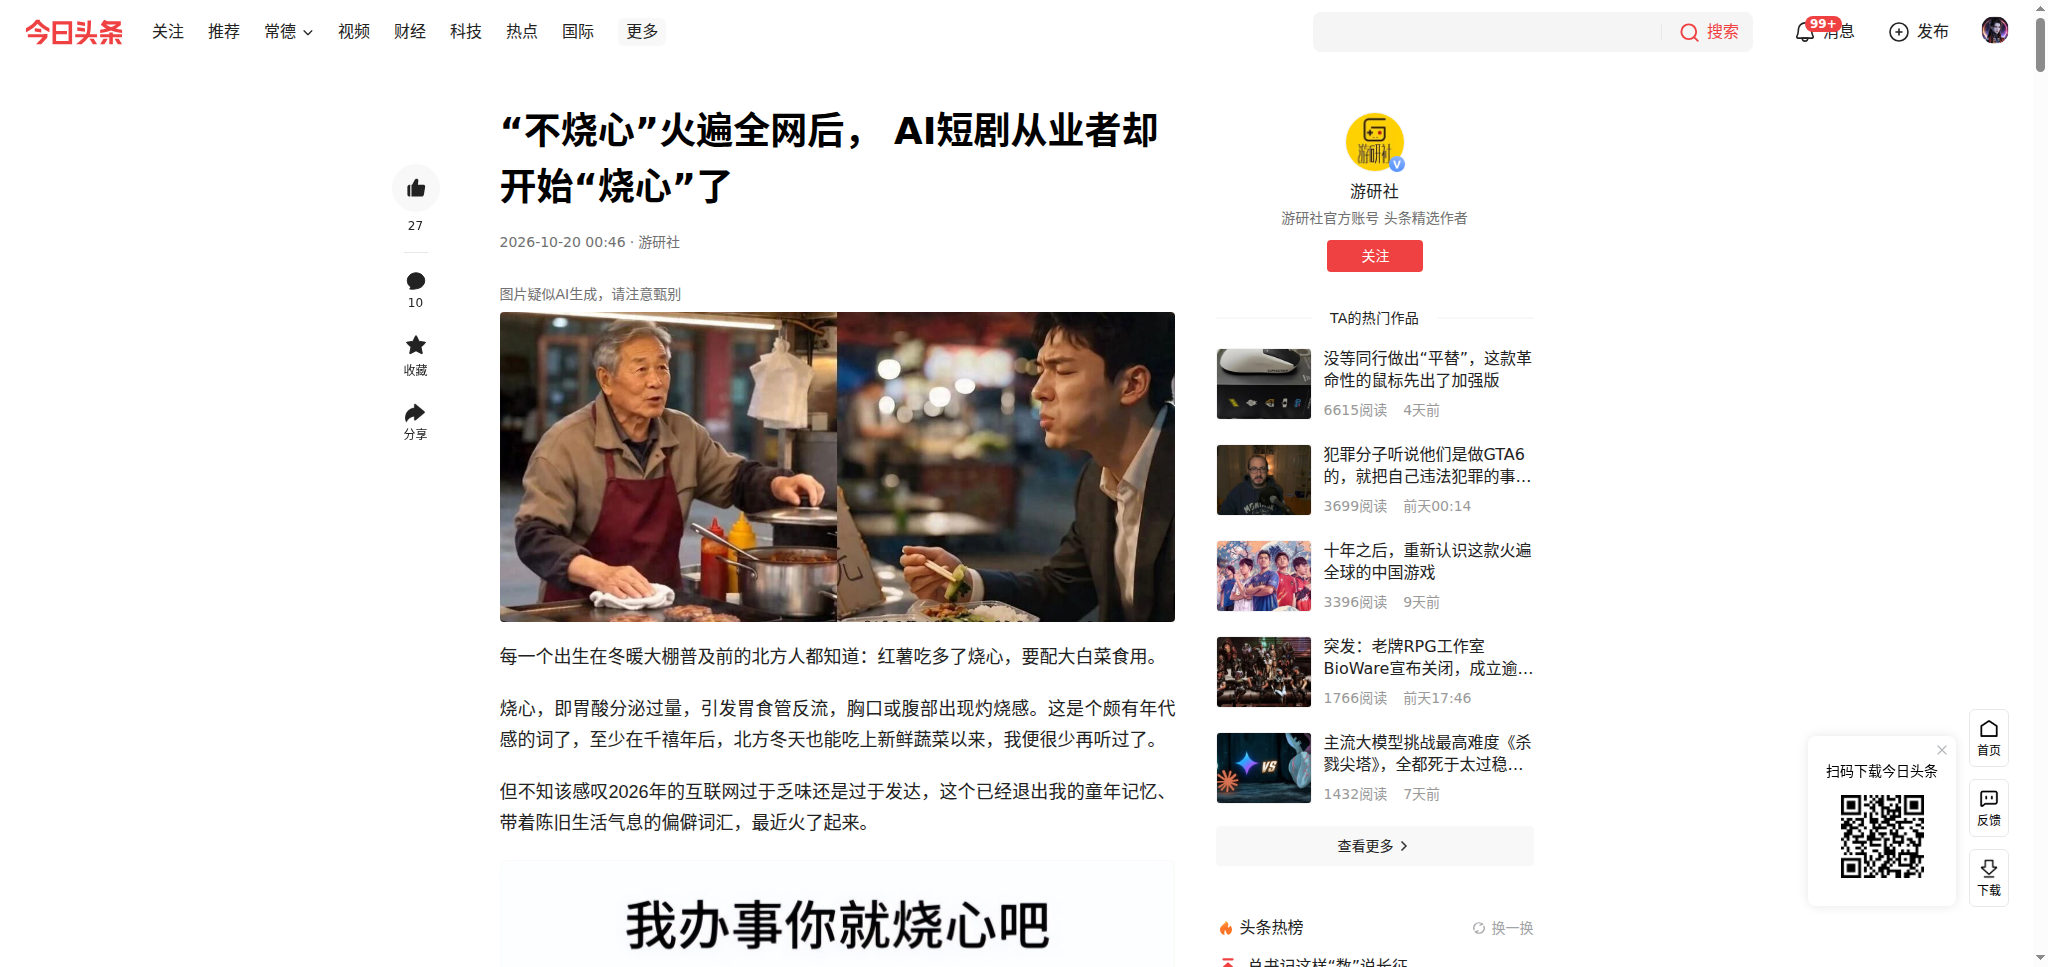 今日头条
关注 推荐 常德 视频 财经 科技 热点 国际 更多
搜索
99+
消息
发布
“不烧心”火遍全网后， AI短剧从业者却
开始“烧心”了
2026-10-20 00:46 · 游研社
27
10
收藏
分享
图片疑似AI生成，请注意甄别
每一个出生在冬暖大棚普及前的北方人都知道：红薯吃多了烧心，要配大白菜食用。
烧心，即胃酸分泌过量，引发胃食管反流，胸口或腹部出现灼烧感。这是个颇有年代
感的词了，至少在千禧年后，北方冬天也能吃上新鲜蔬菜以来，我便很少再听过了。
但不知该感叹2026年的互联网过于乏味还是过于发达，这个已经退出我的童年记忆、
带着陈旧生活气息的偏僻词汇，最近火了起来。
我办事你就烧心吧
游研社
游研社
游研社官方账号 头条精选作者
关注
TA的热门作品
没等同行做出“平替”，这款革
命性的鼠标先出了加强版
6615阅读 4天前
犯罪分子听说他们是做GTA6
的，就把自己违法犯罪的事...
3699阅读 前天00:14
十年之后，重新认识这款火遍
全球的中国游戏
3396阅读 9天前
突发：老牌RPG工作室
BioWare宣布关闭，成立逾...
1766阅读 前天17:46
VS
主流大模型挑战最高难度《杀
戮尖塔》，全都死于太过稳...
1432阅读 7天前
查看更多
头条热榜
换一换
总书记这样“数”说长征
扫码下载今日头条
首页
反馈
下载